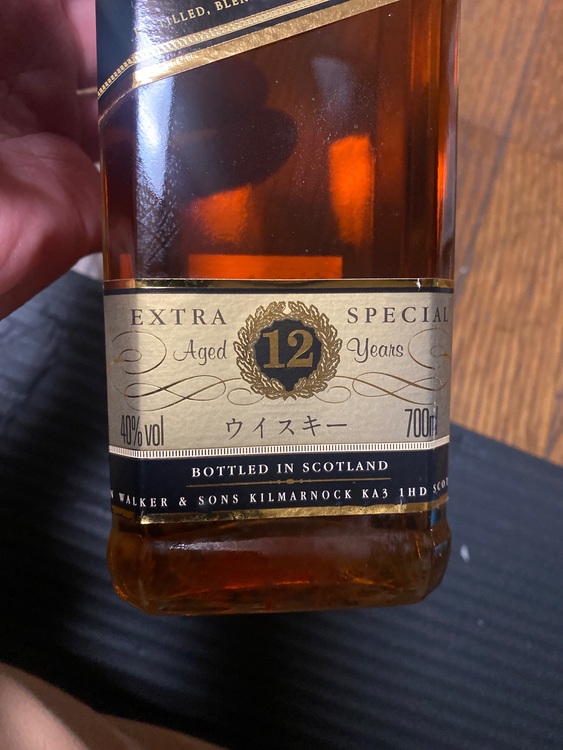 ILLED, BLEN
EXTRA SPECIAL
Aged 12 Years
40% vol ウイスキー 700ml
BOTTLED IN SCOTLAND
WALKER & SONS KILMARNOCK KA3 1HD SCO